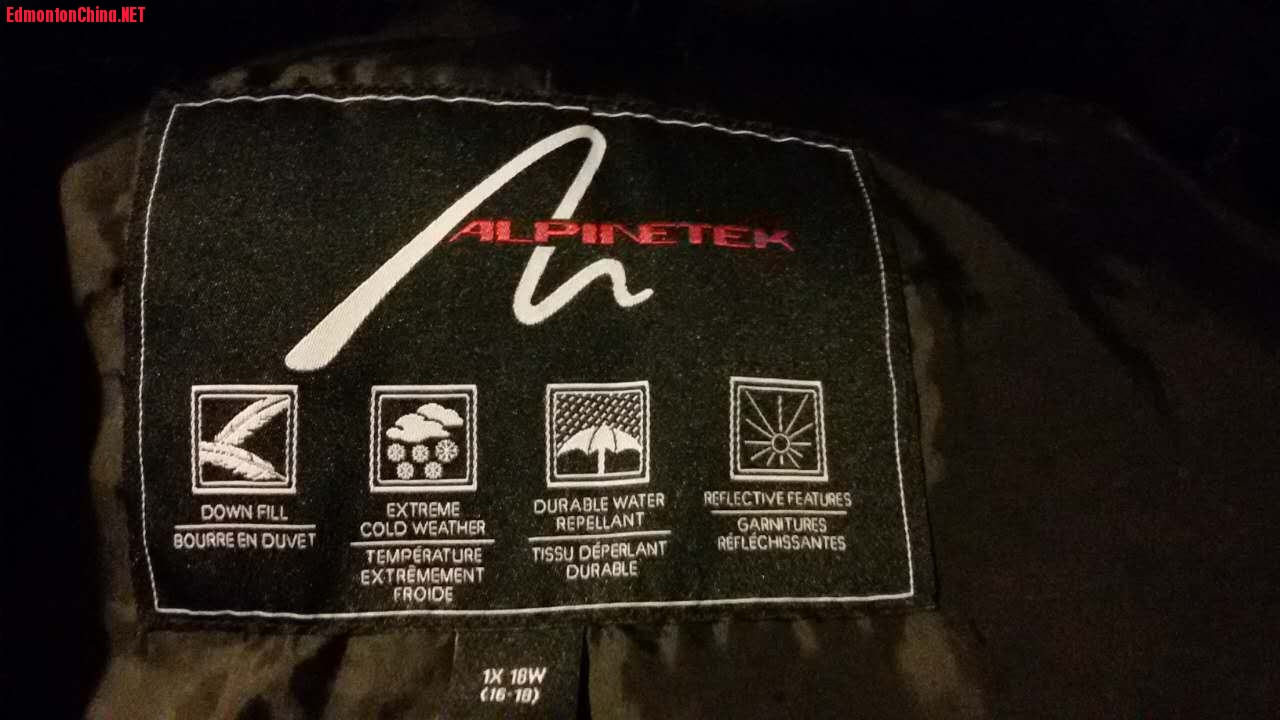 EdmontonChina.NET
ALPINETEK
DOWN FILL
BOURRE EN DUVET
EXTREME
COLD WEATHER
TEMPÉRATURE
EXTRÊMEMENT
FROIDE
DURABLE WATER
REPELLANT
TISSU DÉPERLANT
DURABLE
REFLECTIVE FEATURES
GARNITURES
RÉFLÉCHISSANTES
1X 18W
(16-18)